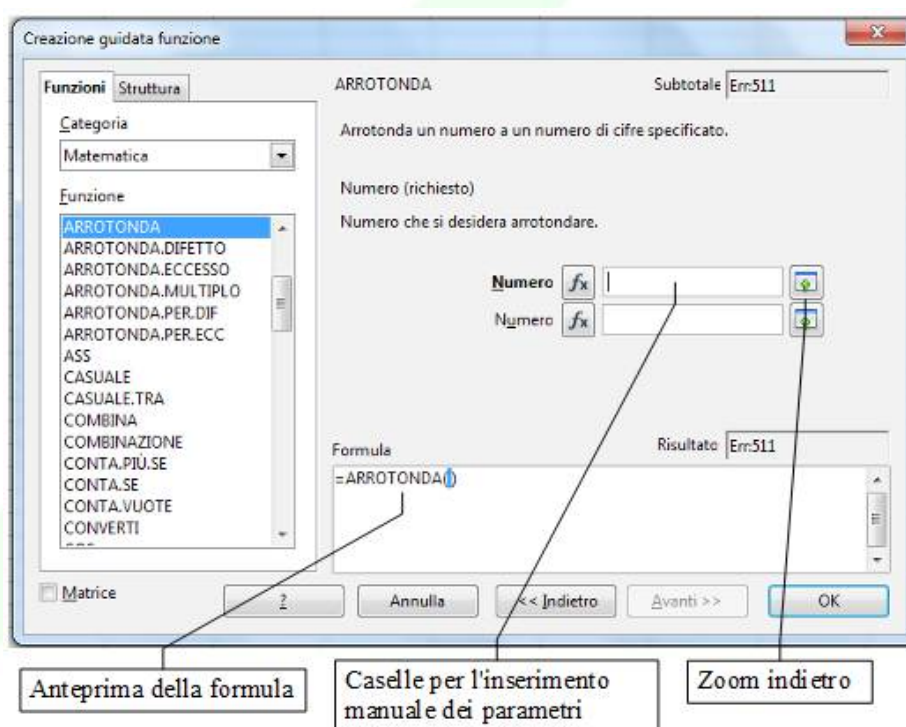 Creazione guidata funzione
Funzioni Struttura
Categoria
Matematica
Funzione
ARROTONDA
ARROTONDA.DIFETTO
ARROTONDA.ECCESSO
ARROTONDA.MULTIPLO
ARROTONDA.PER.DIF
ARROTONDA.PER.ECC
ASS
CASUALE
CASUALE.TRA
COMBINA
COMBINAZIONE
CONTA.PIÙ.SE
CONTA.SE
CONTA.VUOTE
CONVERTI
Matrice
ARROTONDA
Subtotale Err:511
Arrotonda un numero a un numero di cifre specificato.
Numero (richiesto)
Numero che si desidera arrotondare.
Numero fx
Numero fx
Formula
Risultato Err:511
=ARROTONDA()
? Annulla << Indietro Avanti >> OK
Anteprima della formula
Caselle per l'inserimento
manuale dei parametri
Zoom indietro